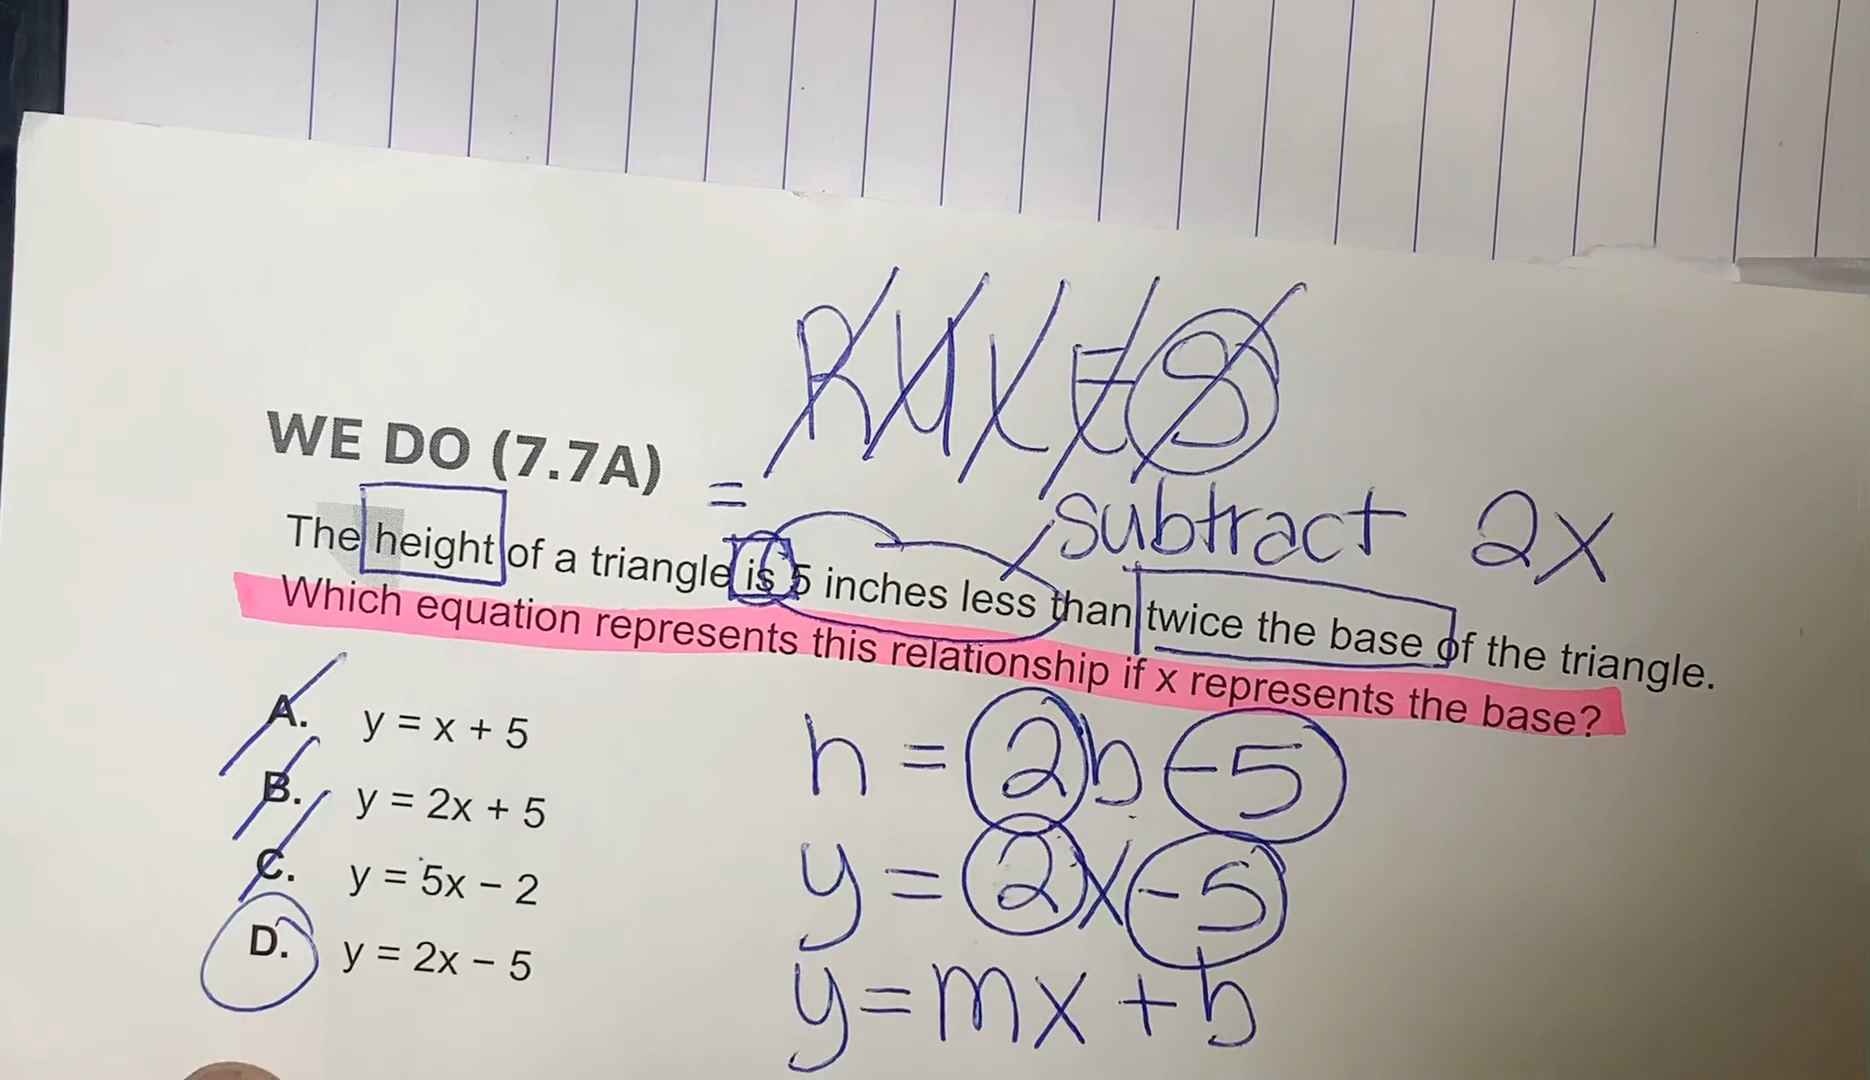 WE DO (7.7A)
=
subtract 2x
The height of a triangle is 5 inches less than twice the base of the triangle.
Which equation represents this relationship if x represents the base?
A. y = x + 5
B. y = 2x + 5
C. y = 5x – 2
D. y = 2x – 5
h = 2b - 5
y = 2x - 5
y = mx + b